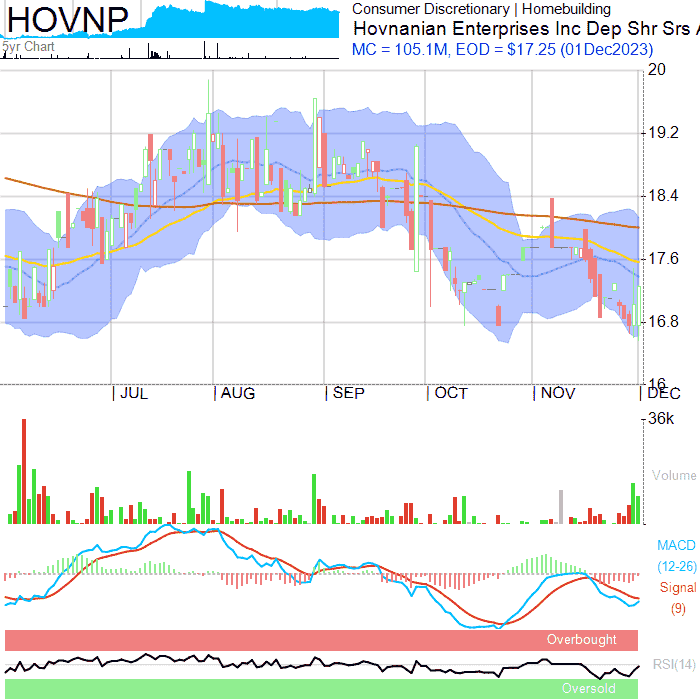 HOVNP
5yr Chart
Consumer Discretionary | Homebuilding
Hovnanian Enterprises Inc Dep Shr Srs A
MC = 105.1M, EOD = $17.25 (01Dec2023)
20
19.2
18.4
17.6
16.8
16
JUL AUG SEP OCT NOV DEC
36k
Volume
MACD
(12-26)
Signal
(9)
Overbought
RSI(14)
Oversold